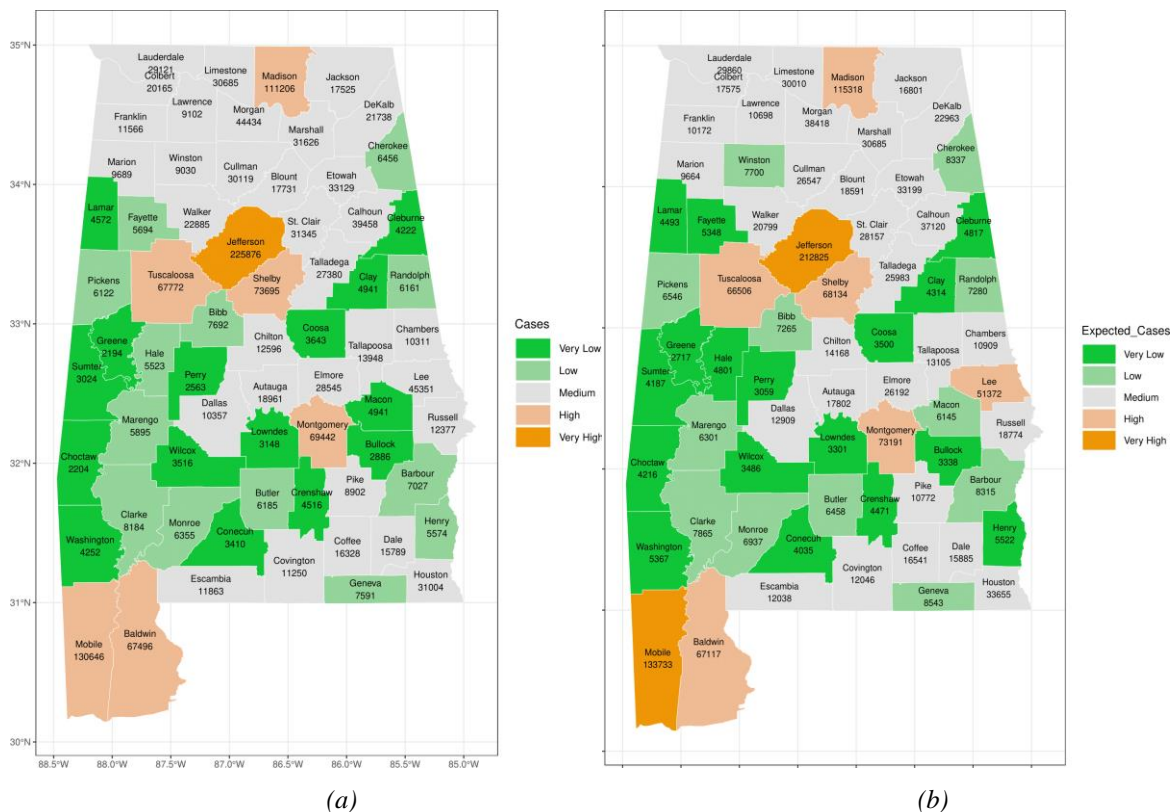 35°N
34°N
33°N
32°N
31°N
30°N
Lauderdale
29121
Colbert
20165
Limestone
30685
Madison
111206
Jackson
17525
Lawrence
9102
Franklin
11566
Morgan
44434
DeKalb
21738
Marshall
31626
Cherokee
6456
Marion
9689
Winston
9030
Cullman
30119
Blount
17731
Etowah
33129
Lamar
4572
Fayette
5694
Walker
22885
St. Clair
31345
Calhoun
39458
Cleburne
4222
Jefferson
225876
Tuscaloosa
67772
Shelby
73695
Talladega
27380
Clay
4941
Randolph
6161
Pickens
6122
Bibb
7692
Greene
2194
Hale
5523
Coosa
3643
Chilton
12596
Tallapoosa
13948
Chambers
10311
Sumter
3024
Perry
2563
Autauga
18961
Elmore
28545
Lee
45351
Dallas
10357
Macon
4941
Russell
12377
Marengo
5895
Lowndes
3148
Montgomery
69442
Bullock
2886
Choctaw
2204
Wilcox
3516
Barbour
7027
Butler
6185
Crenshaw
4516
Pike
8902
Clarke
8184
Monroe
6355
Henry
5574
Washington
4252
Conecuh
3410
Coffee
16328
Dale
15789
Covington
11250
Escambia
11863
Geneva
7591
Houston
31004
Mobile
130646
Baldwin
67496
88.5°W 88.0°W 87.5°W 87.0°W 86.5°W 86.0°W 85.5°W 85.0°W
Cases
Very Low
Low
Medium
High
Very High
(a)
Lauderdale
29860
Colbert
17575
Limestone
30010
Madison
115318
Jackson
16801
Lawrence
10698
Franklin
10172
Morgan
38418
DeKalb
22963
Marshall
30685
Cherokee
8337
Marion
9664
Winston
7700
Cullman
26547
Blount
18591
Etowah
33199
Lamar
4493
Fayette
5348
Walker
20799
St. Clair
28157
Calhoun
37120
Cleburne
4817
Jefferson
212825
Tuscaloosa
66506
Shelby
68134
Talladega
25983
Clay
4314
Randolph
7280
Pickens
6546
Bibb
7265
Greene
2717
Hale
4801
Coosa
3500
Chilton
14168
Tallapoosa
13105
Chambers
10909
Sumter
4187
Perry
3059
Autauga
17802
Elmore
26192
Lee
51372
Dallas
12909
Macon
6145
Russell
18774
Marengo
6301
Lowndes
3301
Montgomery
73191
Bullock
3338
Choctaw
4216
Wilcox
3486
Barbour
8315
Butler
6458
Crenshaw
4471
Pike
10772
Clarke
7865
Monroe
6937
Henry
5522
Washington
5367
Conecuh
4035
Coffee
16541
Dale
15885
Covington
12046
Escambia
12038
Geneva
8543
Houston
33655
Mobile
133733
Baldwin
67117
Expected_Cases
Very Low
Low
Medium
High
Very High
(b)